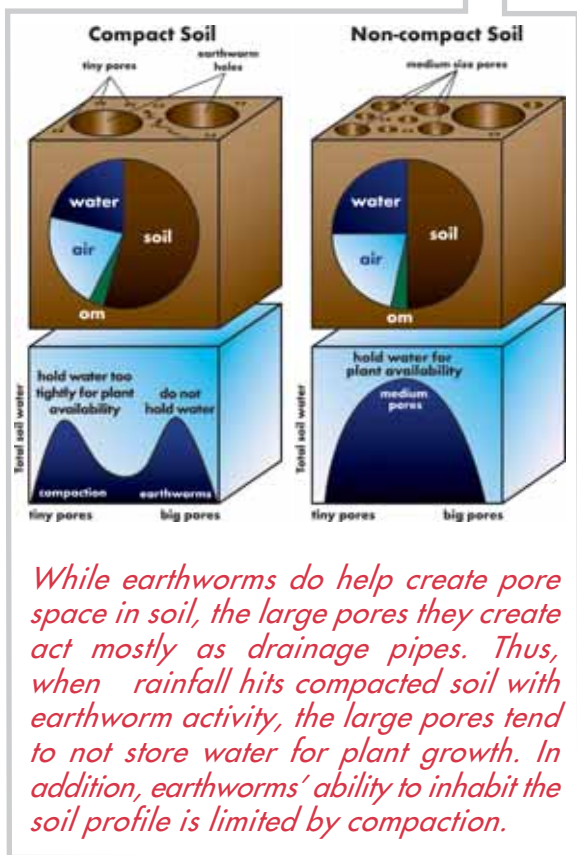 Compact Soil
tiny pores
earthworm
holes
water
soil
air
om
hold water too
tightly for plant
availability
do not
hold water
Total soil water
compaction
earthworms
tiny pores
big pores
Non-compact Soil
medium size pores
water
soil
air
om
hold water for
plant availability
medium
pores
Total soil water
tiny pores
big pores
While earthworms do help create pore
space in soil, the large pores they create
act mostly as drainage pipes. Thus,
when rainfall hits compacted soil with
earthworm activity, the large pores tend
to not store water for plant growth. In
addition, earthworms’ ability to inhabit the
soil profile is limited by compaction.